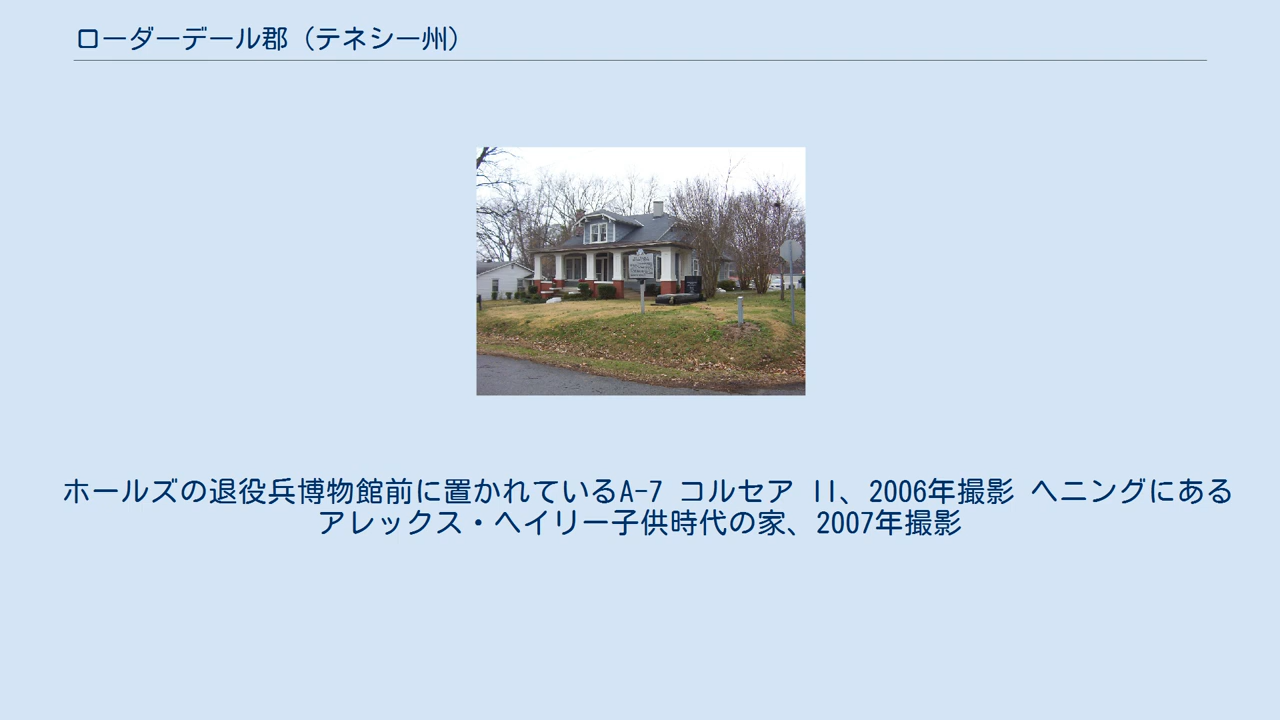 ローダーデール郡（テネシー州）
ホールズの退役兵博物館前に置かれているA-7 コルセア II、2006年撮影 ヘニングにある
アレックス・ヘイリー子供時代の家、2007年撮影